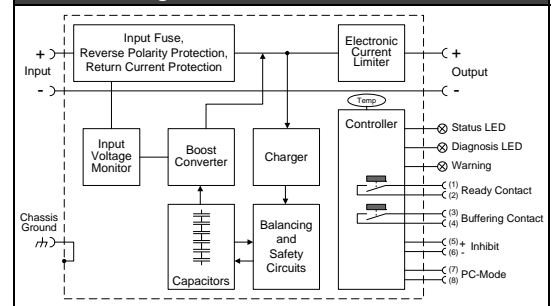 Input Fuse,
Reverse Polarity Protection,
Return Current Protection
Electronic
Current
Limiter
+
Input
-
+
Output
-
Temp
Controller
Input
Voltage
Monitor
Boost
Converter
Charger
Status LED
Diagnosis LED
Warning
(1)
(2)
Ready Contact
(3)
(4)
Buffering Contact
Chassis
Ground
Capacitors
Balancing
and
Safety
Circuits
(5) +
(6) -
Inhibit
(7)
(8)
PC-Mode